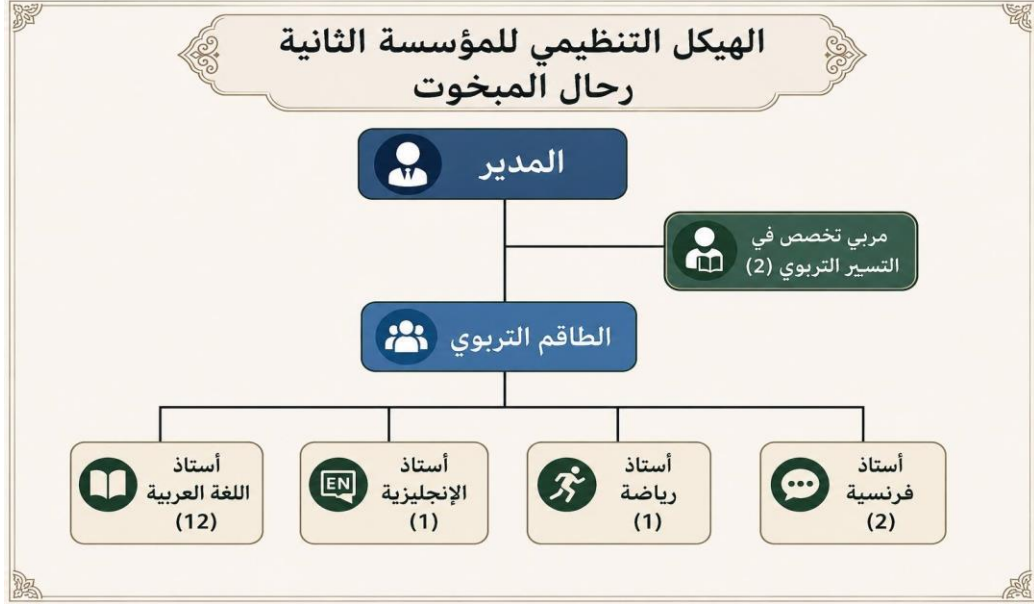 الهيكل التنظيمي للمؤسسة الثانية
رحال المبخوت
المدير
مربي تخصص في
التسيير التربوي (2)
الطاقم التربوي
أستاذ
فرنسية
(2)
أستاذ
رياضة
(1)
EN
أستاذ
الإنجليزية
(1)
أستاذ
اللغة العربية
(12)